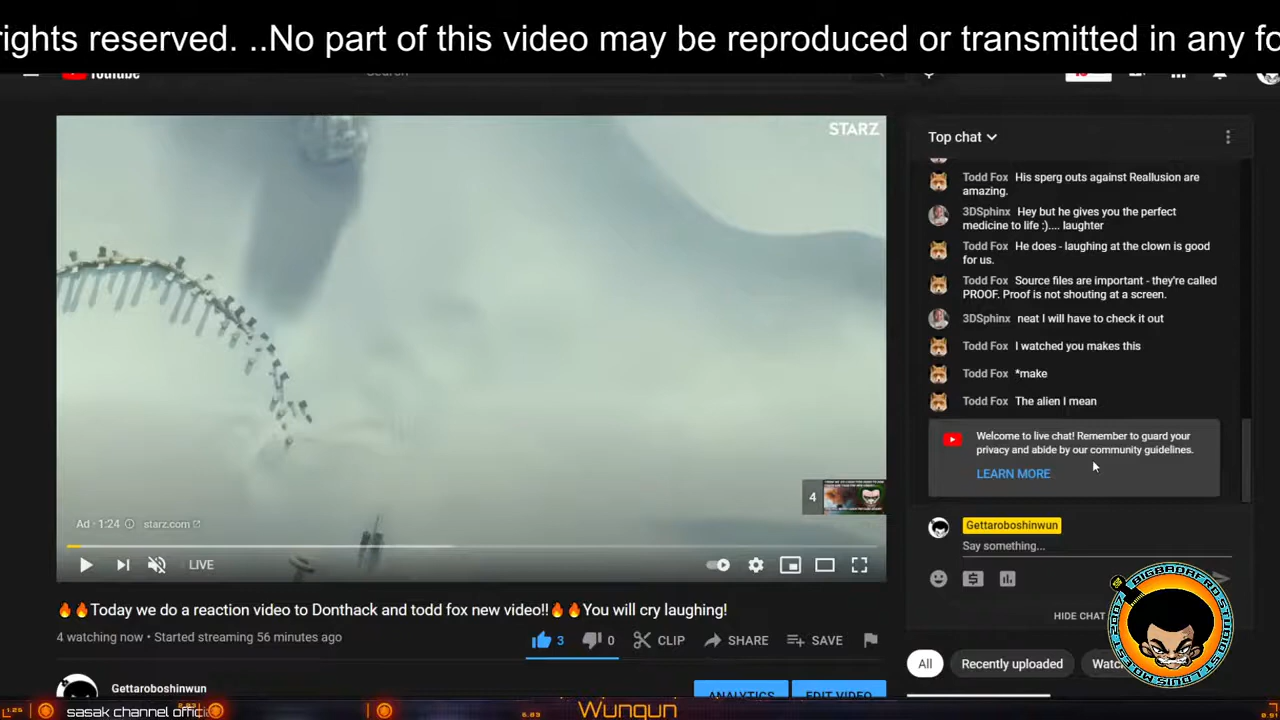 rights reserved. ..No part of this video may be reproduced or transmitted in any fo
YouTube
Search
STARZ
Ad · 1:24
starz.com
4
LIVE
🔥🔥Today we do a reaction video to Donthack and todd fox new video!!🔥🔥You will cry laughing!
4 watching now • Started streaming 56 minutes ago
3
0
CLIP
SHARE
SAVE
Gettaroboshinwun
ANALYTICS
EDIT VIDEO
Top chat
Todd Fox His sperg outs against Reallusion are
amazing.
3DSphinx Hey but he gives you the perfect
medicine to life :).... laughter
Todd Fox He does - laughing at the clown is good
for us.
Todd Fox Source files are important - they're called
PROOF. Proof is not shouting at a screen.
3DSphinx neat I will have to check it out
Todd Fox I watched you makes this
Todd Fox *make
Todd Fox The alien I mean
Welcome to live chat! Remember to guard your
privacy and abide by our community guidelines.
LEARN MORE
Gettaroboshinwun
Say something...
HIDE CHAT
All
Recently uploaded
Watc
sasak channel offici
Wunqun